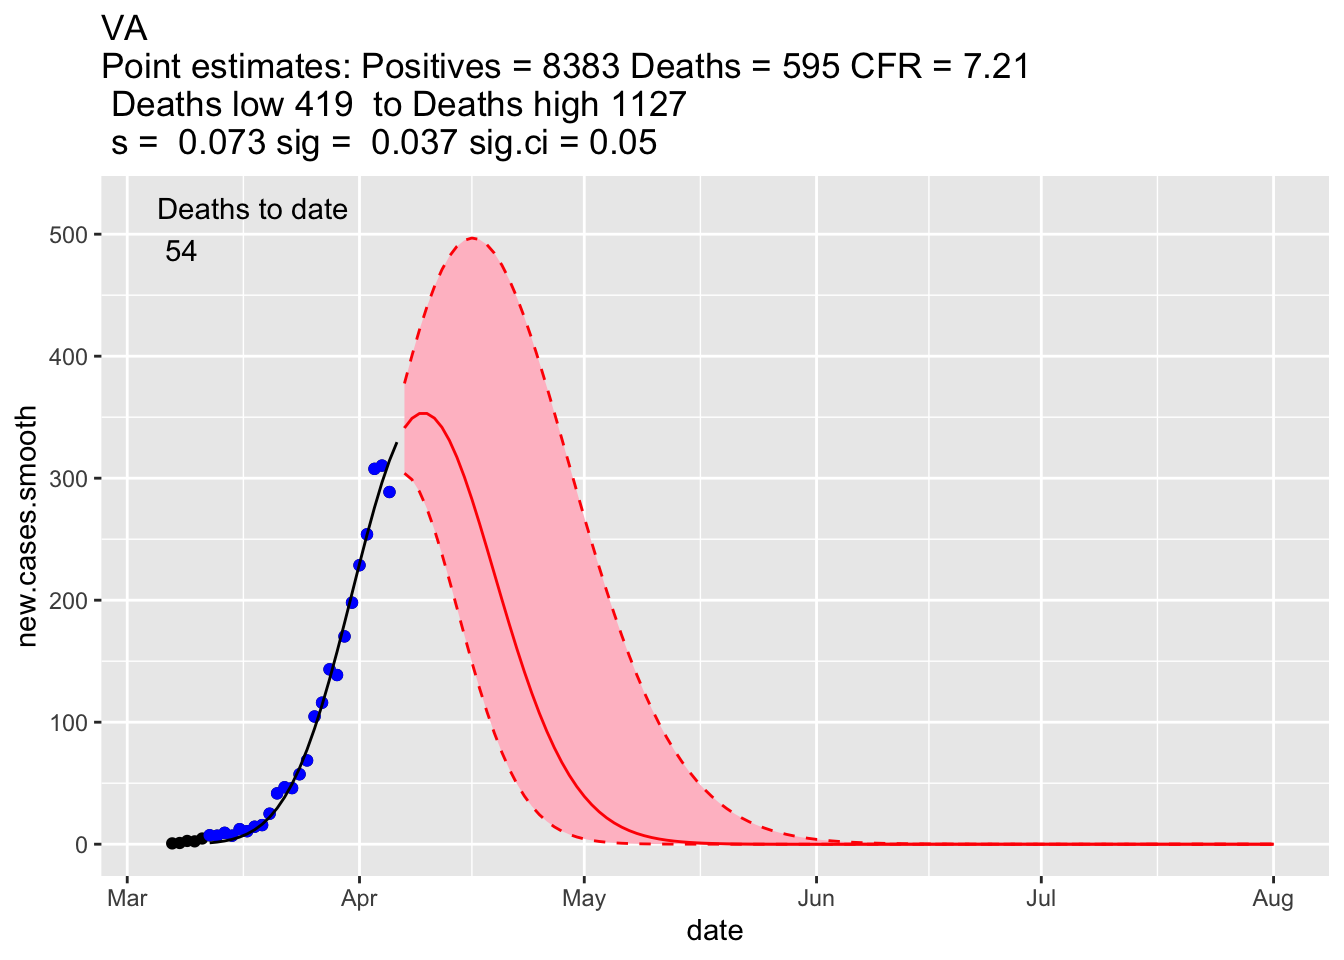 VA
Point estimates: Positives = 8383 Deaths = 595 CFR = 7.21
Deaths low 419  to Deaths high 1127
s =  0.073 sig =  0.037 sig.ci = 0.05
Deaths to date
54
500
400
300
200
100
0
new.cases.smooth
Mar Apr May Jun Jul Aug
date